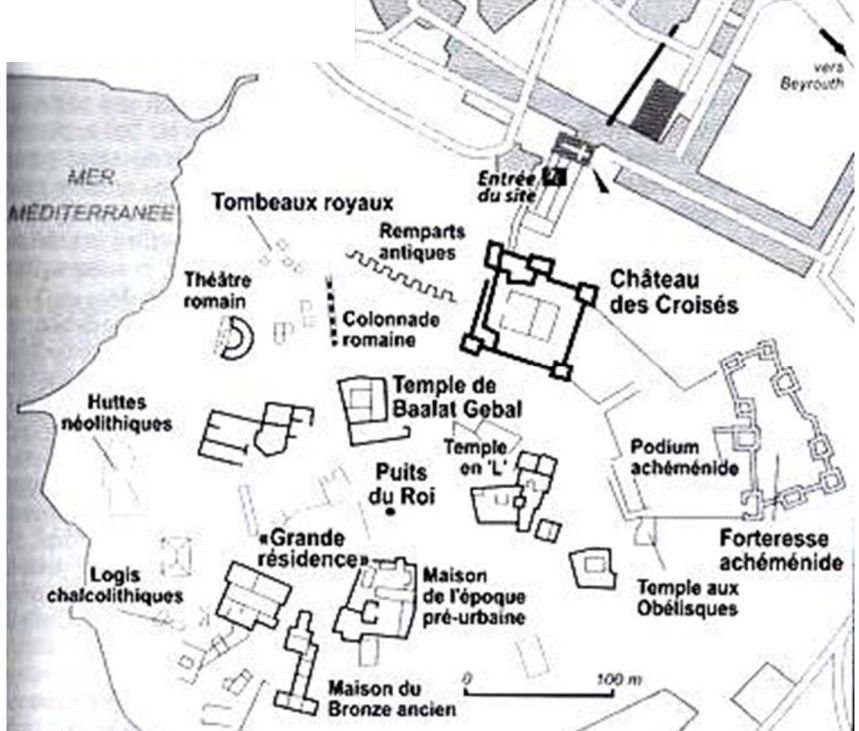 vers
Beyrouth
MER
MÉDITERRANÉE
Entrée
du site
Tombeaux royaux
Remparts
antiques
Château
des Croisés
Théâtre
romain
Colonnade
romaine
Temple de
Baalat Gebal
Huttes
néolithiques
Temple
en 'L'
Podium
achéménide
Puits
du Roi
Forteresse
achéménide
«Grande
résidence»
Logis
chalcolithiques
Maison
de l'époque
pré-urbaine
Temple aux
Obélisques
0 100 m
Maison du
Bronze ancien